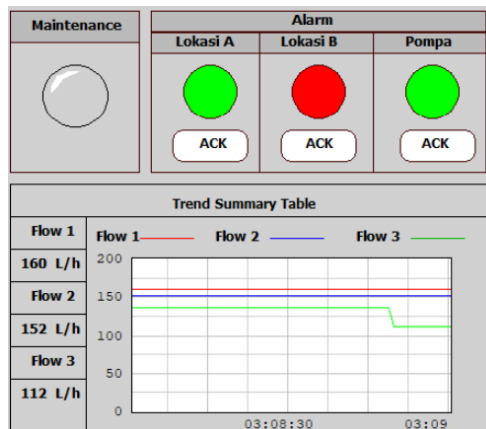 Maintenance
Alarm
Lokasi A Lokasi B Pompa
ACK ACK ACK
Trend Summary Table
Flow 1
160 L/h
Flow 2
152 L/h
Flow 3
112 L/h
Flow 1 Flow 2 Flow 3
200
150
100
50
0
03:08:30 03:09